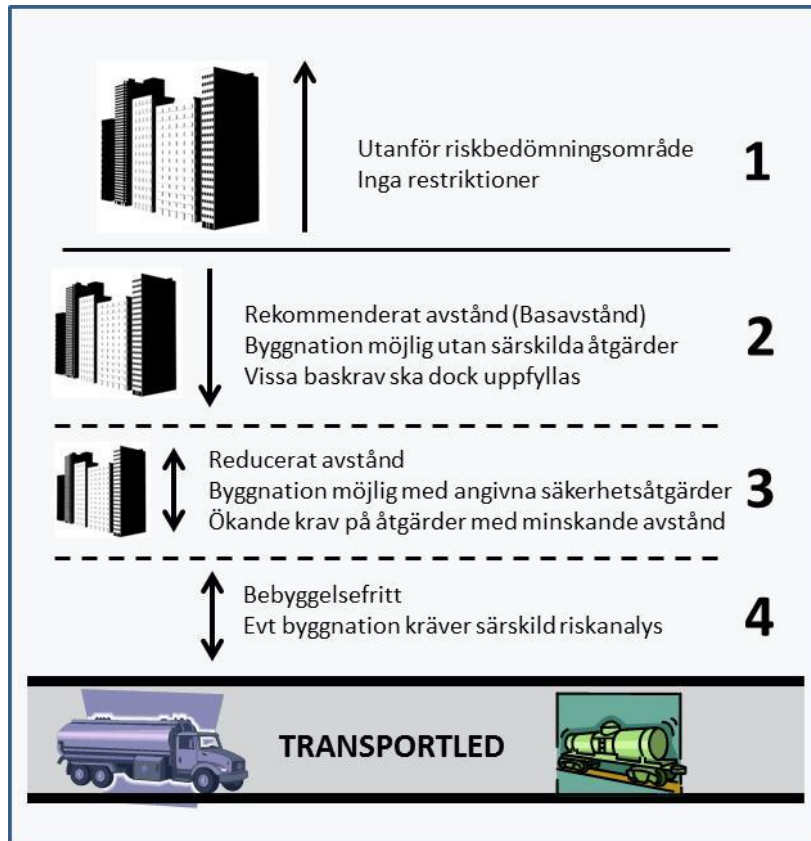 Utanför riskbedömningsområde
Inga restriktioner
1
Rekommenderat avstånd (Basavstånd)
Byggnation möjlig utan särskilda åtgärder
Vissa baskrav ska dock uppfyllas
2
Reducerat avstånd
Byggnation möjlig med angivna säkerhetsåtgärder
Ökande krav på åtgärder med minskande avstånd
3
Bebyggelsefritt
Evt byggnation kräver särskild riskanalys
4
TRANSPORTLED